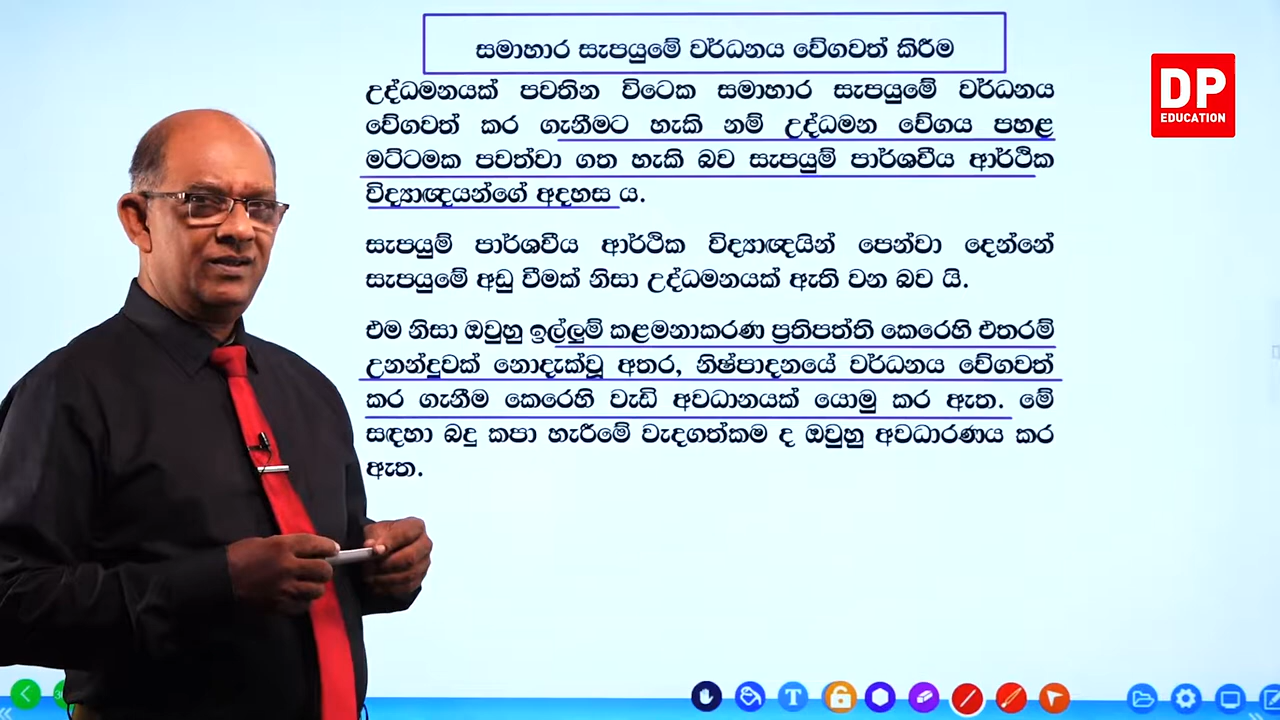 සමාහාර සැපයුමේ වර්ධනය වේගවත් කිරීම
උද්ධමනයක් පවතින විටෙක සමාහාර සැපයුමේ වර්ධනය
වේගවත් කර ගැනීමට හැකි නම් උද්ධමන වේගය පහළ
මට්ටමක පවත්වා ගත හැකි බව සැපයුම් පාර්ශවීය ආර්ථික
විද්‍යාඥයන්ගේ අදහස ය.
සැපයුම් පාර්ශවීය ආර්ථික විද්‍යාඥයින් පෙන්වා දෙන්නේ
සැපයුමේ අඩු වීමක් නිසා උද්ධමනයක් ඇති වන බව යි.
එම නිසා ඔවුහු ඉල්ලුම් කළමනාකරණ ප්‍රතිපත්ති කෙරෙහි එතරම්
උනන්දුවක් නොදැක්වූ අතර, නිෂ්පාදනයේ වර්ධනය වේගවත්
කර ගැනීම කෙරෙහි වැඩි අවධානයක් යොමු කර ඇත. මේ
සඳහා බදු කපා හැරීමේ වැදගත්කම ද ඔවුහු අවධාරණය කර
ඇත.
DP
EDUCATION